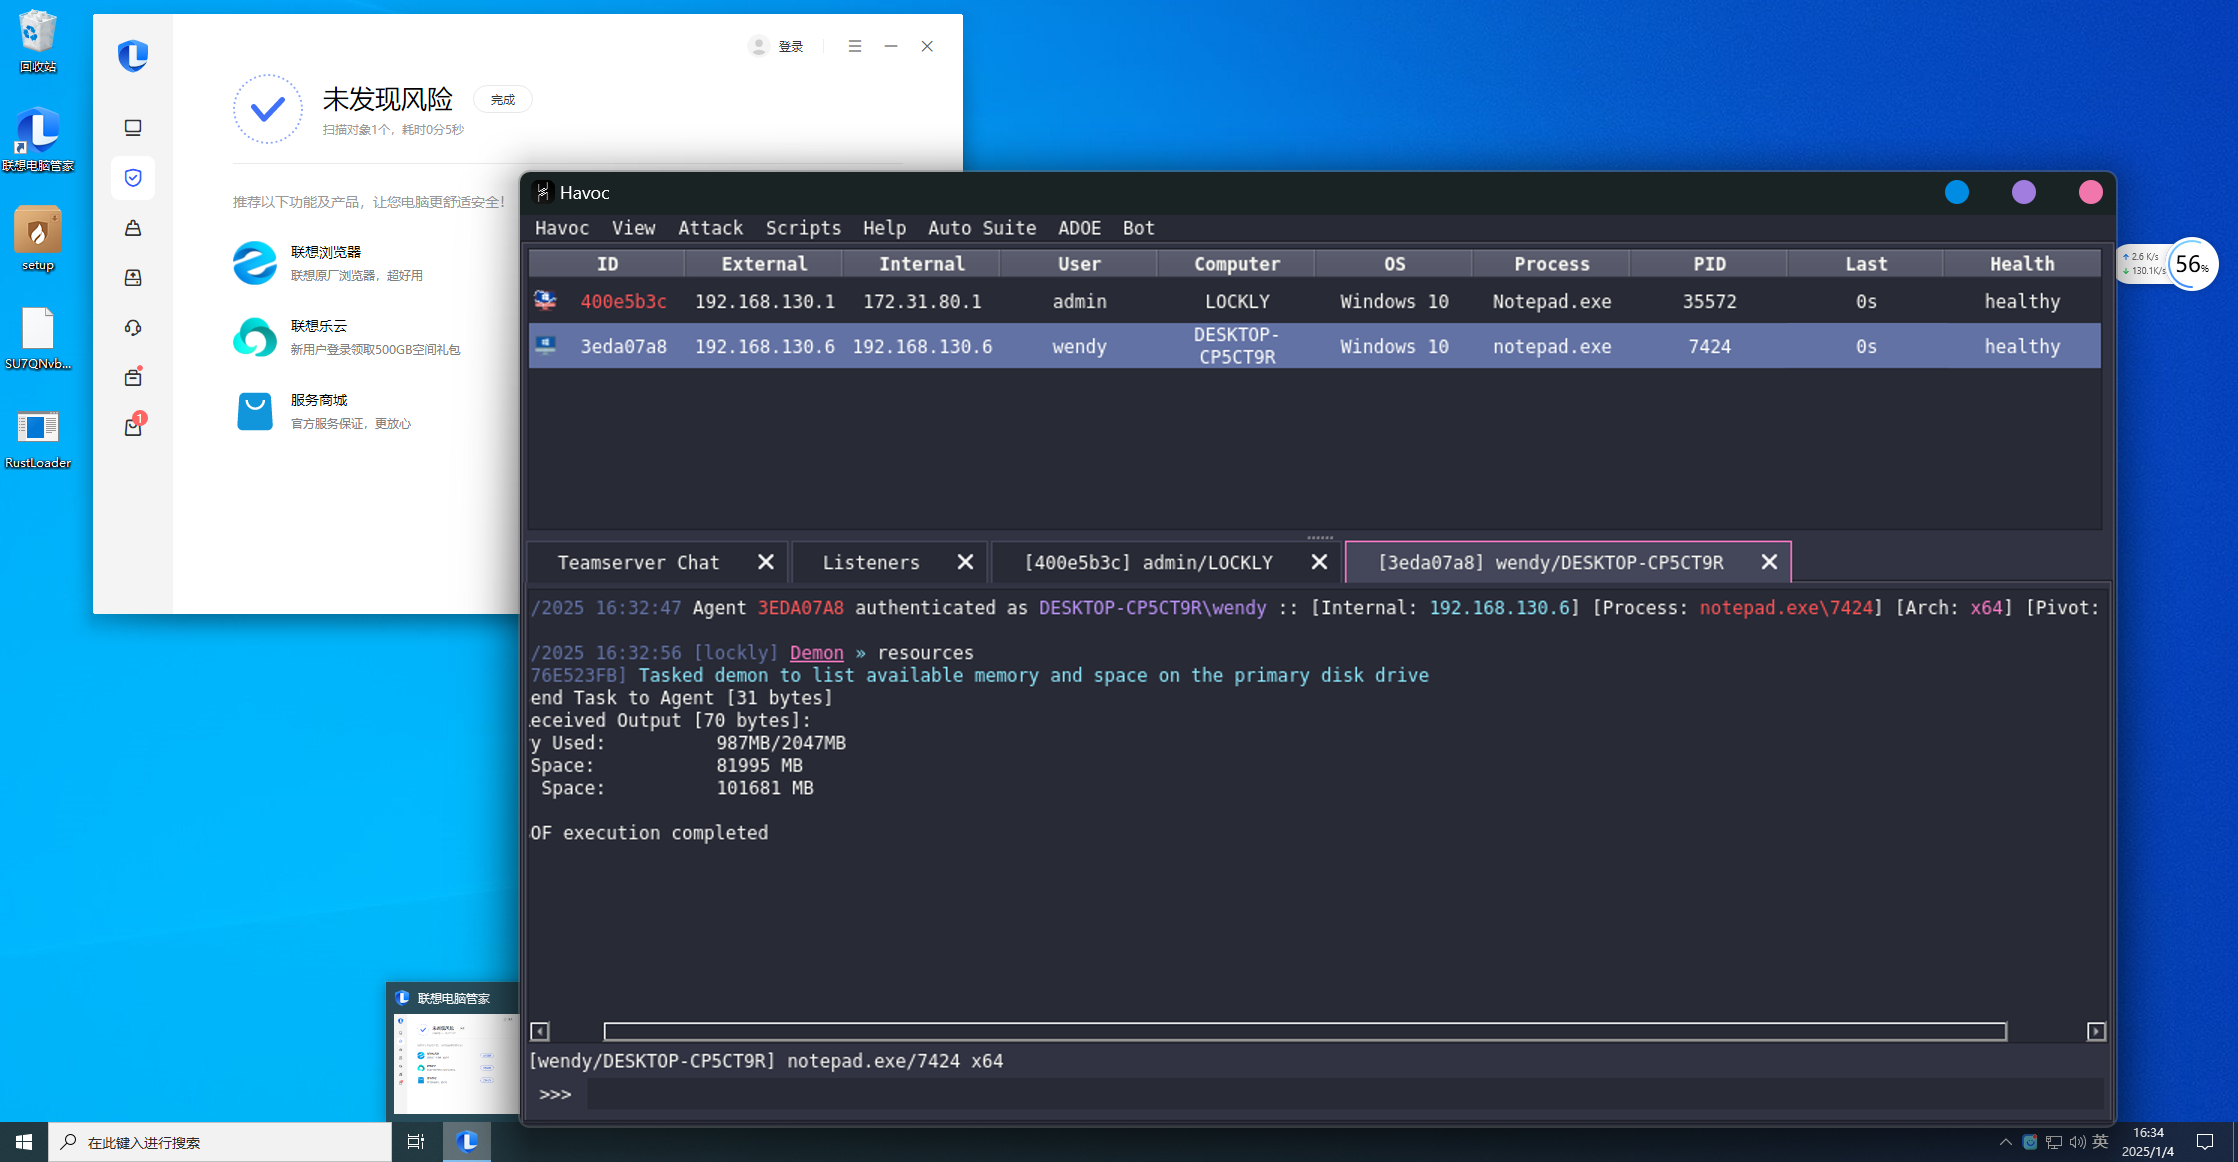 回收站
联想电脑管家
setup
SU7QNvb...
RustLoader
登录
未发现风险
完成
扫描对象1个，耗时0分5秒
推荐以下功能及产品，让您电脑更舒适安全！
联想浏览器
联想原厂浏览器，超好用
联想乐云
新用户登录领取500GB空间礼包
服务商城
官方服务保证，更放心
1
Havoc
Havoc View Attack Scripts Help Auto Suite ADOE Bot
ID External Internal User Computer OS Process PID Last Health
400e5b3c 192.168.130.1 172.31.80.1 admin LOCKLY Windows 10 Notepad.exe 35572 0s healthy
3eda07a8 192.168.130.6 192.168.130.6 wendy DESKTOP-CP5CT9R Windows 10 notepad.exe 7424 0s healthy
2.6 K/s
130.1K/s
56%
Teamserver Chat Listeners [400e5b3c] admin/LOCKLY [3eda07a8] wendy/DESKTOP-CP5CT9R
/2025 16:32:47 Agent 3EDA07A8 authenticated as DESKTOP-CP5CT9R\wendy :: [Internal: 192.168.130.6] [Process: notepad.exe\7424] [Arch: x64] [Pivot:
/2025 16:32:56 [lockly] Demon » resources
76E523FB] Tasked demon to list available memory and space on the primary disk drive
end Task to Agent [31 bytes]
eceived Output [70 bytes]:
y Used: 987MB/2047MB
Space: 81995 MB
Space: 101681 MB
OF execution completed
[wendy/DESKTOP-CP5CT9R] notepad.exe/7424 x64
>>>
联想电脑管家
在此键入进行搜索
英
16:34
2025/1/4